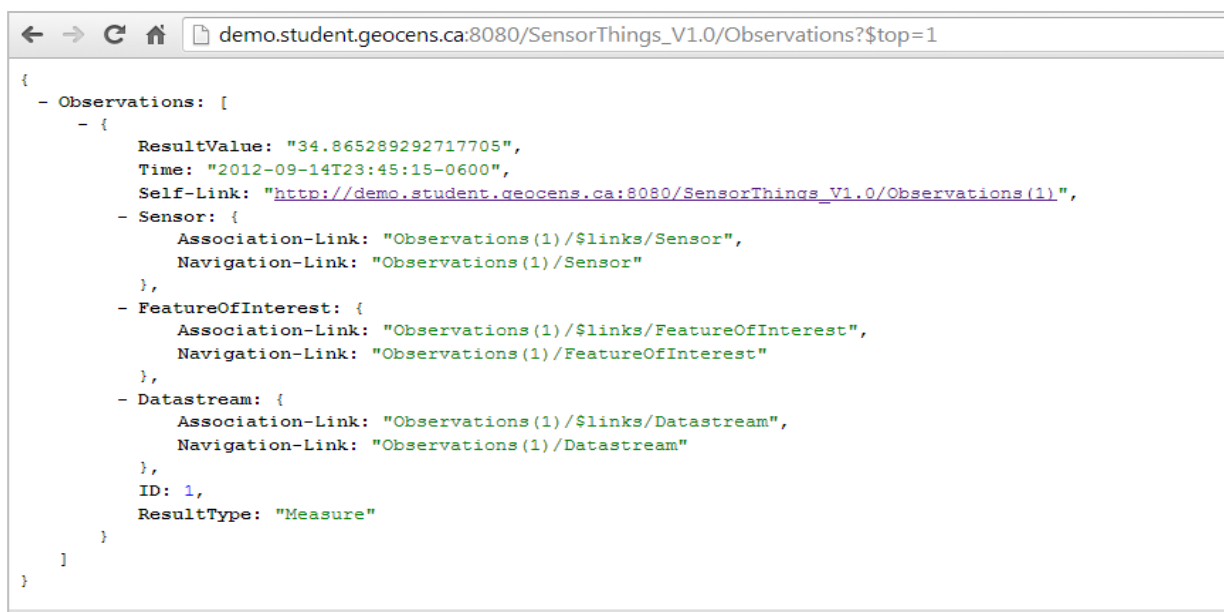 demo.student.geocens.ca:8080/SensorThings_V1.0/Observations?$top=1
{
- Observations: [
- {
ResultValue: "34.865289292717705",
Time: "2012-09-14T23:45:15-0600",
Self-Link: "http://demo.student.geocens.ca:8080/SensorThings_V1.0/Observations(1)",
- Sensor: {
Association-Link: "Observations(1)/$links/Sensor",
Navigation-Link: "Observations(1)/Sensor"
},
- FeatureOfInterest: {
Association-Link: "Observations(1)/$links/FeatureOfInterest",
Navigation-Link: "Observations(1)/FeatureOfInterest"
},
- Datastream: {
Association-Link: "Observations(1)/$links/Datastream",
Navigation-Link: "Observations(1)/Datastream"
},
ID: 1,
ResultType: "Measure"
}
]
}